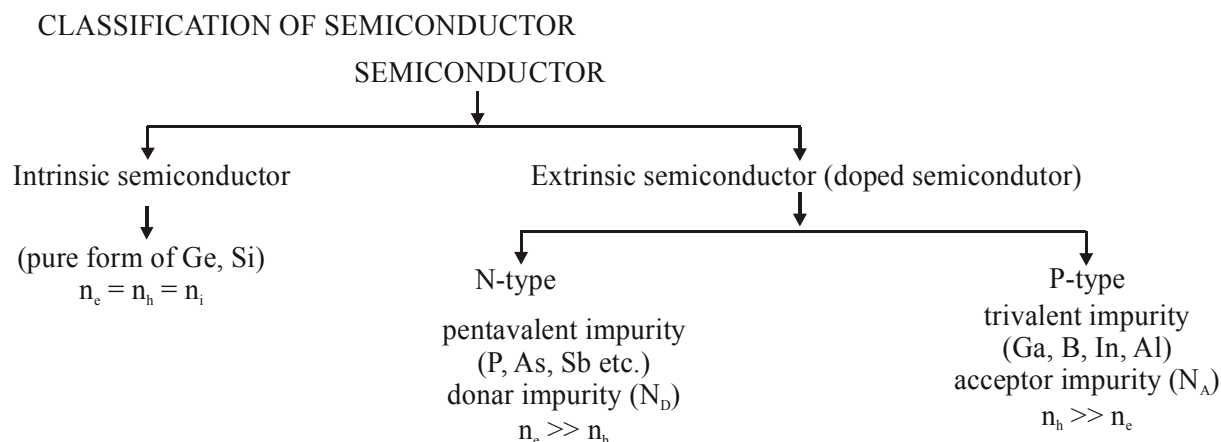 CLASSIFICATION OF SEMICONDUCTOR
SEMICONDUCTOR
Intrinsic semiconductor
(pure form of Ge, Si)
nₑ = nₕ = nᵢ
Extrinsic semiconductor (doped semicondutor)
N-type
pentavalent impurity
(P, As, Sb etc.)
donar impurity (N_D)
nₑ >> nₕ
P-type
trivalent impurity
(Ga, B, In, Al)
acceptor impurity (N_A)
nₕ >> nₑ